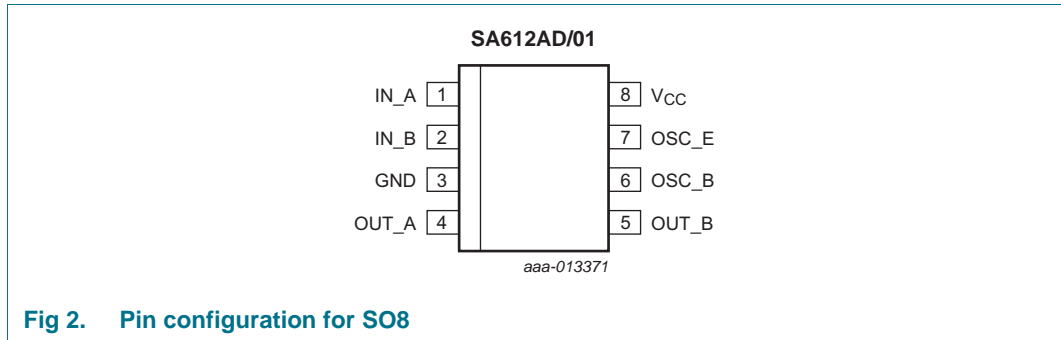 SA612AD/01
IN_A 1 8 VCC
IN_B 2 7 OSC_E
GND 3 6 OSC_B
OUT_A 4 5 OUT_B
aaa-013371
Fig 2. Pin configuration for SO8